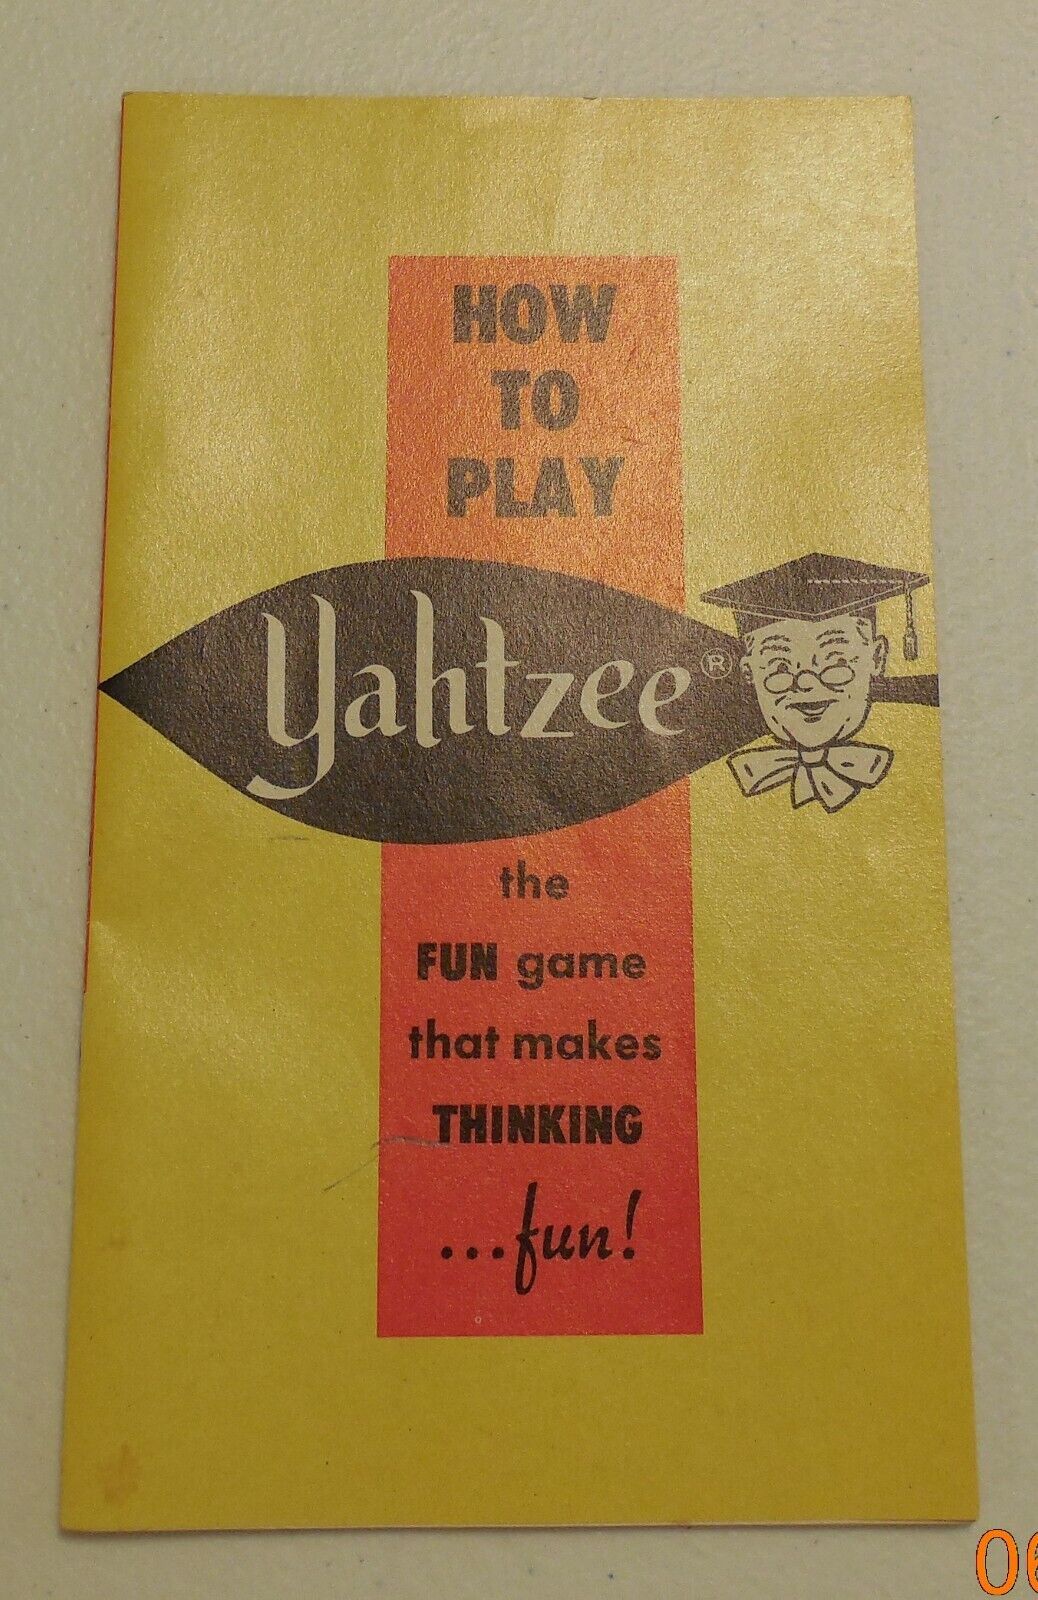 HOW
TO
PLAY
Yahtzee®
the
FUN game
that makes
THINKING
...fun!
06